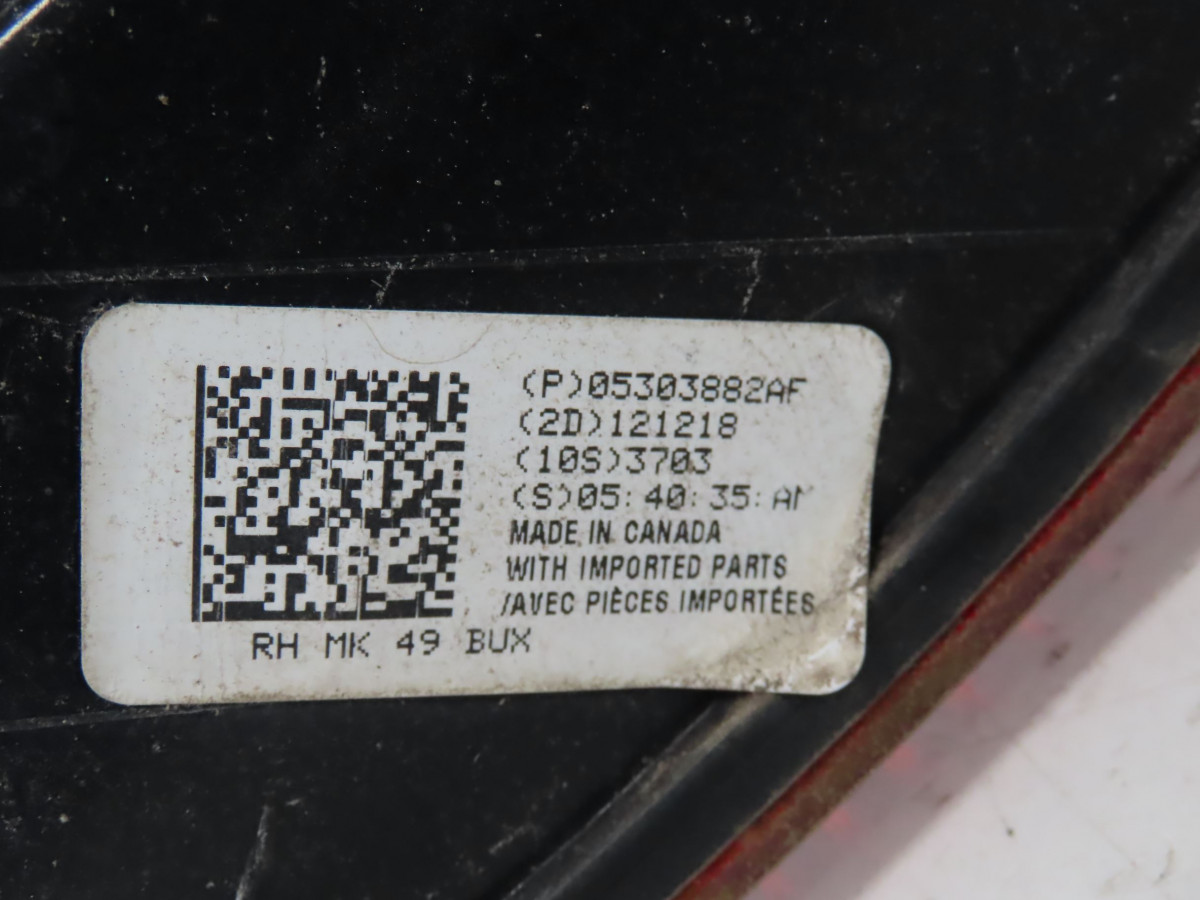 (P)05303882AF
(2D)121218
(10S)3703
(S)05:40:35:AM
MADE IN CANADA
WITH IMPORTED PARTS
/AVEC PIÈCES IMPORTÉES
RH MK 49 BUX